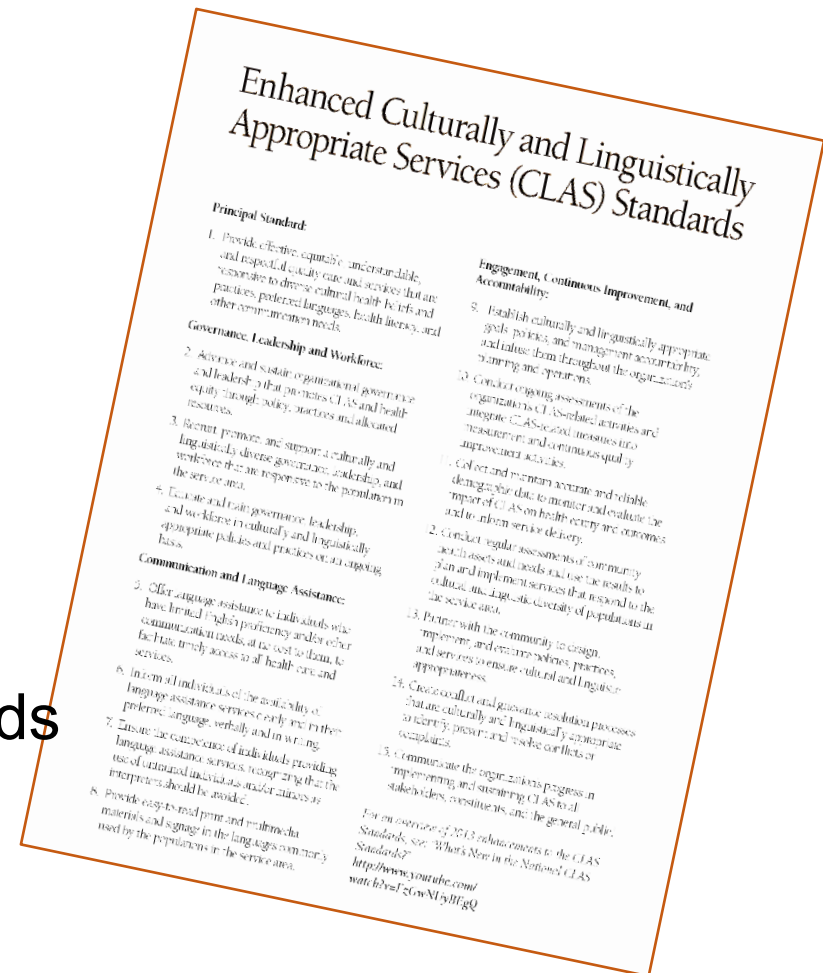 Enhanced Culturally and Linguistically
Appropriate Services (CLAS) Standards
Principal Standard:
1. Provide effective, equitable, understandable,
and respectful quality care and services that are
responsive to diverse cultural health beliefs and
practices, preferred languages, health literacy, and
other communication needs.
Governance, Leadership and Workforce:
2. Advance and sustain organizational governance
and leadership that promotes CLAS and health
equity through policy, practices and allocated
resources.
3. Recruit, promote, and support a culturally and
linguistically diverse governance, leadership, and
workforce that are responsive to the population in
the service area.
4. Educate and train governance, leadership,
and workforce in culturally and linguistically
appropriate policies and practices on an ongoing
basis.
Communication and Language Assistance:
5. Offer language assistance to individuals who
have limited English proficiency and/or other
communication needs, at no cost to them, to
facilitate timely access to all health care and
services.
6. Inform all individuals of the availability of
language assistance services clearly and in their
preferred language, verbally and in writing.
7. Ensure the competence of individuals providing
language assistance services, recognizing that the
use of untrained individuals and/or minors as
interpreters should be avoided.
8. Provide easy-to-read print and multimedia
materials and signage in the languages commonly
used by the populations in the service area.
Engagement, Continuous Improvement, and
Accountability:
9. Establish culturally and linguistically appropriate
goals, policies, and management accountability,
and infuse them throughout the organization's
planning and operations.
10. Conduct ongoing assessments of the
organization's CLAS-related activities and
integrate CLAS-related measures into
measurement and continuous quality
improvement activities.
11. Collect and maintain accurate and reliable
demographic data to monitor and evaluate the
impact of CLAS on health equity and outcomes
and to inform service delivery.
12. Conduct regular assessments of community
health assets and needs and use the results to
plan and implement services that respond to the
cultural and linguistic diversity of populations in
the service area.
13. Partner with the community to design,
implement, and evaluate policies, practices,
and services to ensure cultural and linguistic
appropriateness.
14. Create conflict and grievance resolution processes
that are culturally and linguistically appropriate
to identify, prevent and resolve conflicts or
complaints.
15. Communicate the organization's progress in
implementing and sustaining CLAS to all
stakeholders, constituents, and the general public.
For an overview of 2013 enhancements to the CLAS
Standards, see: "What's New in the National CLAS
Standards?"
http://www.youtube.com/
ds